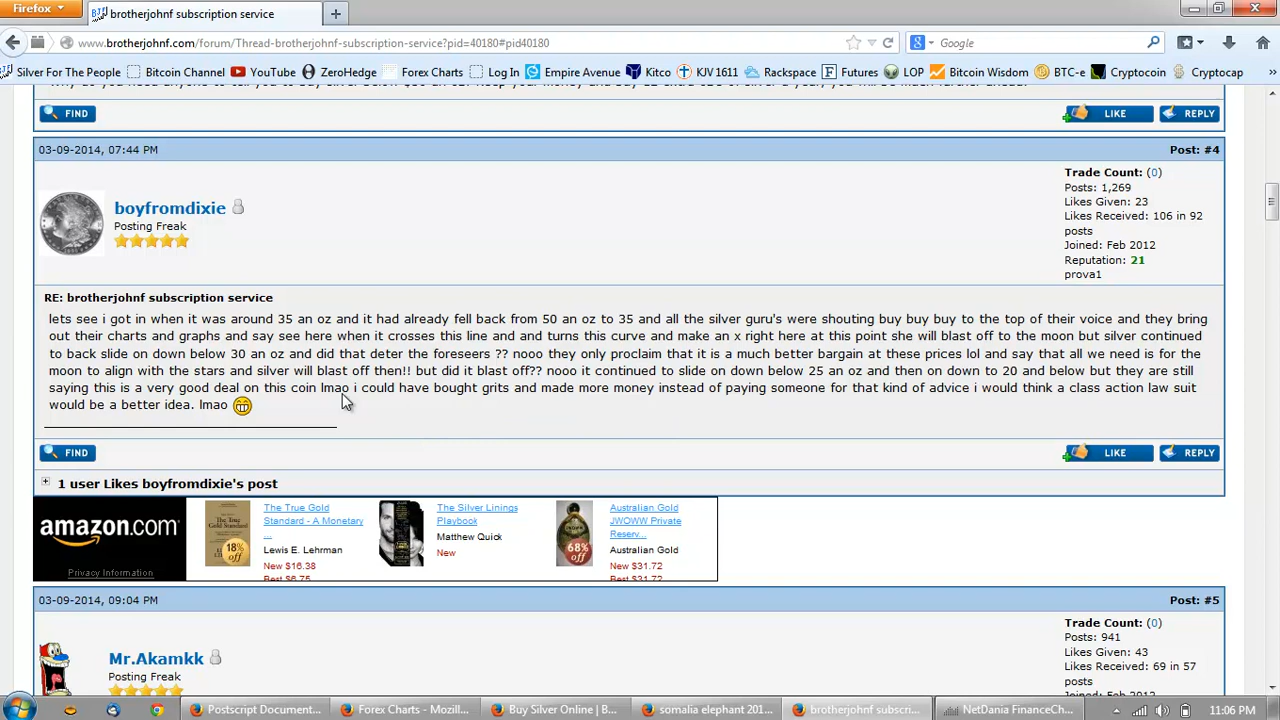 Firefox
brotherjohnf subscription service
www.brotherjohnf.com/forum/Thread-brotherjohnf-subscription-service?pid=40180#pid40180
Google
Silver For The People Bitcoin Channel YouTube ZeroHedge Forex Charts Log In Empire Avenue Kitco KJV 1611 Rackspace Futures LOP Bitcoin Wisdom BTC-e Cryptocoin Cryptocap »
FIND LIKE REPLY
03-09-2014, 07:44 PM Post: #4
boyfromdixie
Posting Freak
Trade Count: (0)
Posts: 1,269
Likes Given: 23
Likes Received: 106 in 92
posts
Joined: Feb 2012
Reputation: 21
prova1
RE: brotherjohnf subscription service
lets see i got in when it was around 35 an oz and it had already fell back from 50 an oz to 35 and all the silver guru's were shouting buy buy buy to the top of their voice and they bring
out their charts and graphs and say see here when it crosses this line and and turns this curve and make an x right here at this point she will blast off to the moon but silver continued
to back slide on down below 30 an oz and did that deter the foreseers ?? nooo they only proclaim that it is a much better bargain at these prices lol and say that all we need is for the
moon to align with the stars and silver will blast off then!! but did it blast off?? nooo it continued to slide on down below 25 an oz and then on down to 20 and below but they are still
saying this is a very good deal on this coin lmao i could have bought grits and made more money instead of paying someone for that kind of advice i would think a class action law suit
would be a better idea. lmao
FIND LIKE REPLY
1 user Likes boyfromdixie's post
amazon.com
Privacy Information
The True Gold
Standard - A Monetary
...
Lewis E. Lehrman
New $16.38
Best $6.75
18%
off
The Silver Linings
Playbook
Matthew Quick
New
Australian Gold
JWOWW Private
Reserv...
Australian Gold
New $31.72
Best $31.72
68%
off
03-09-2014, 09:04 PM Post: #5
Mr.Akamkk
Posting Freak
Trade Count: (0)
Posts: 941
Likes Given: 43
Likes Received: 69 in 57
posts
Joined: Feb 2012
Postscript Document... Forex Charts - Mozill... Buy Silver Online | B... somalia elephant 201... brotherjohnf subscri... NetDania FinanceCh... 11:06 PM